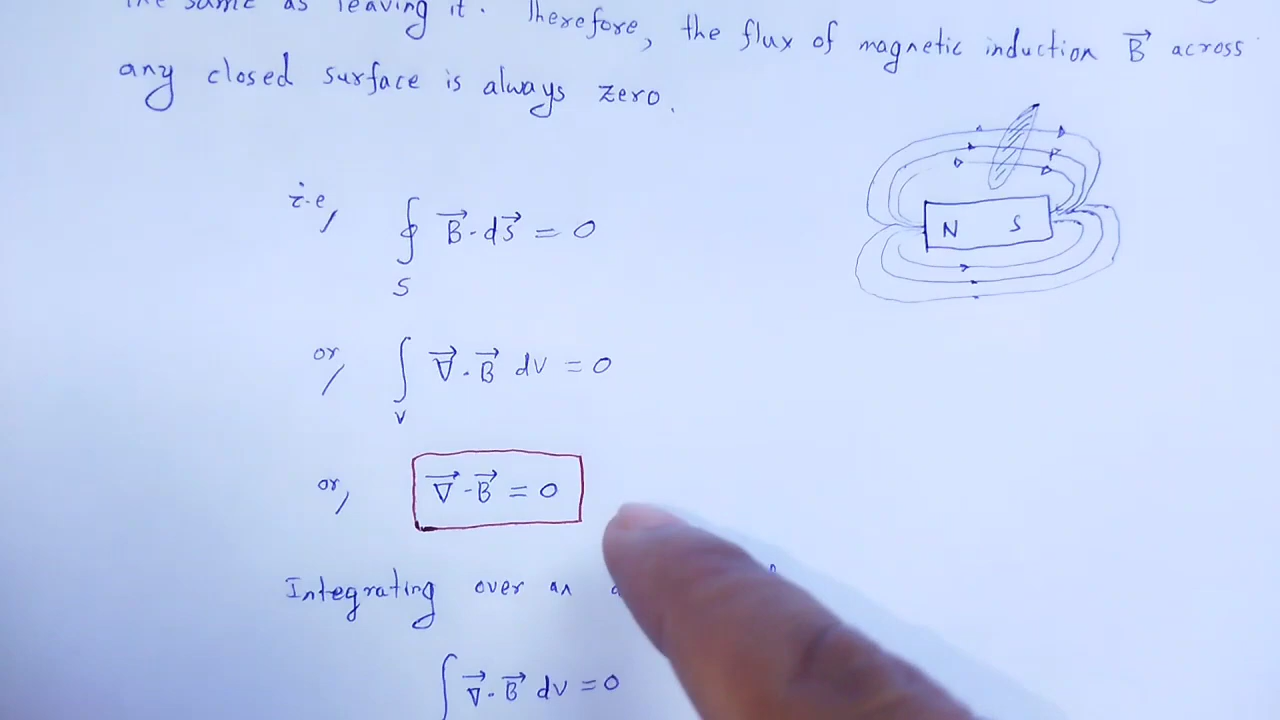 the same as leaving it. Therefore, the flux of magnetic induction B⃗ across
any closed surface is always zero.
N S
i.e, ∮_S B⃗·dS⃗ = 0
or, ∫_V ∇⃗·B⃗ dv = 0
or, ∇⃗·B⃗ = 0
Integrating over an
∫ ∇⃗·B⃗ dv = 0